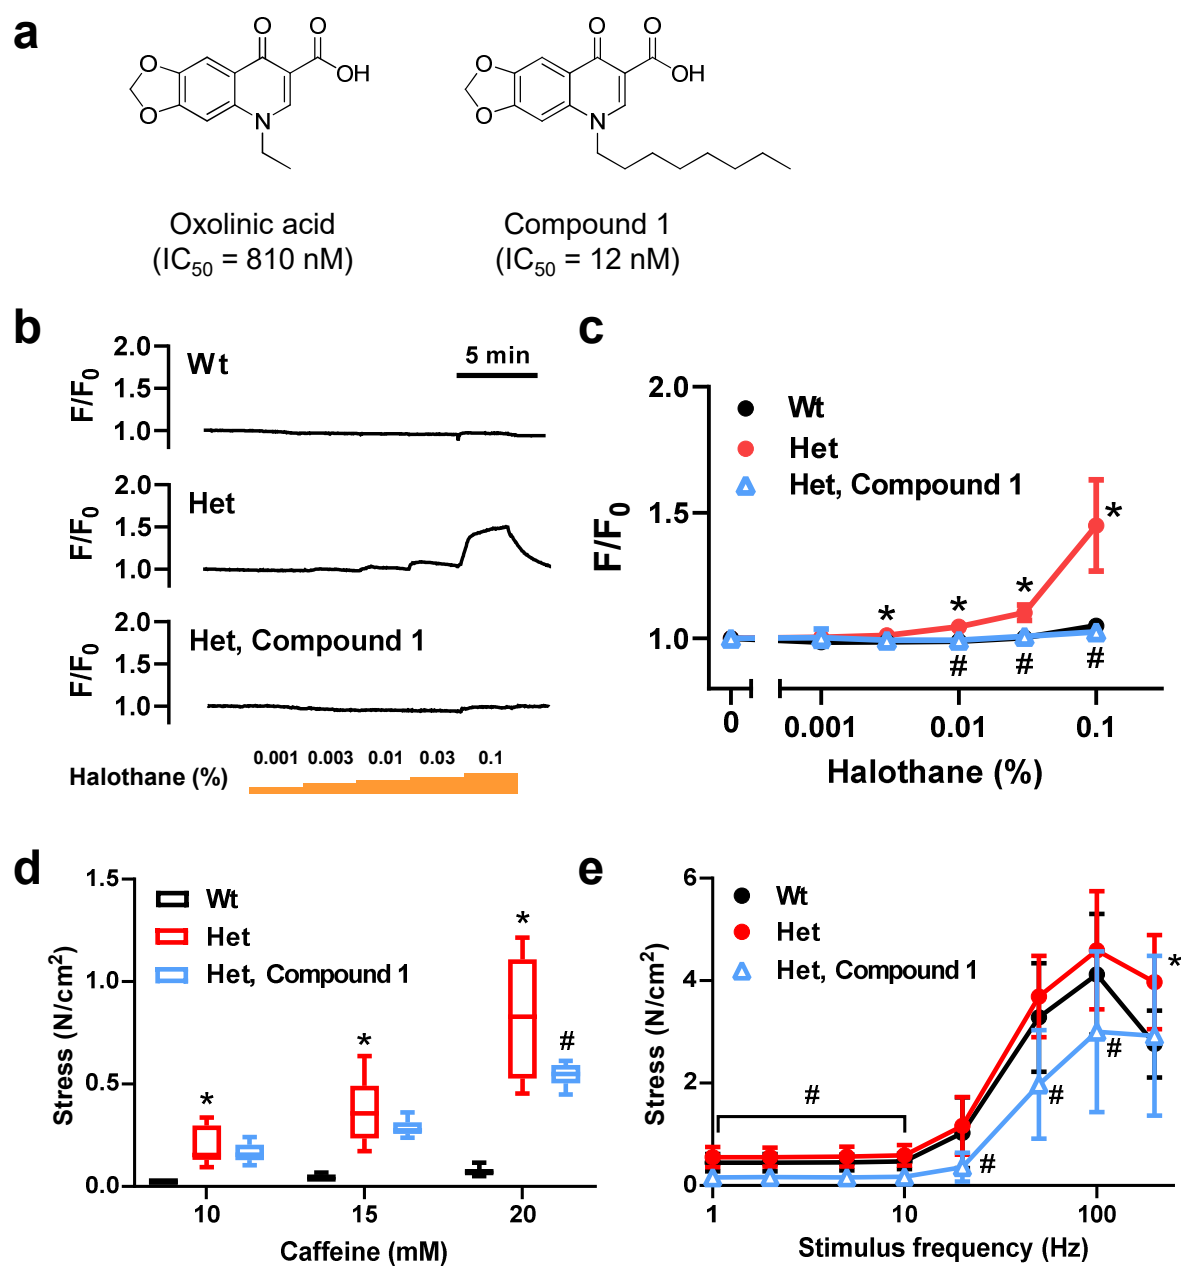 a
O O
O
OH
O
N
O O
O
OH
O
N
Oxolinic acid
(IC50 = 810 nM)
Compound 1
(IC50 = 12 nM)
b
2.0
1.5
1.0
F/F0
Wt
5 min
2.0
1.5
1.0
F/F0
Het
2.0
1.5
1.0
F/F0
Het, Compound 1
Halothane (%)
0.001 0.003 0.01 0.03 0.1
c
2.0
1.5
1.0
F/F0
Wt
Het
Het, Compound 1
* * * *
# # #
0 0.001 0.01 0.1
Halothane (%)
d
1.5
1.0
0.5
0.0
Stress (N/cm2)
Wt
Het
Het, Compound 1
* * * #
10 15 20
Caffeine (mM)
e
6
4
2
0
Stress (N/cm2)
Wt
Het
Het, Compound 1
*
# # # #
1 10 100
Stimulus frequency (Hz)